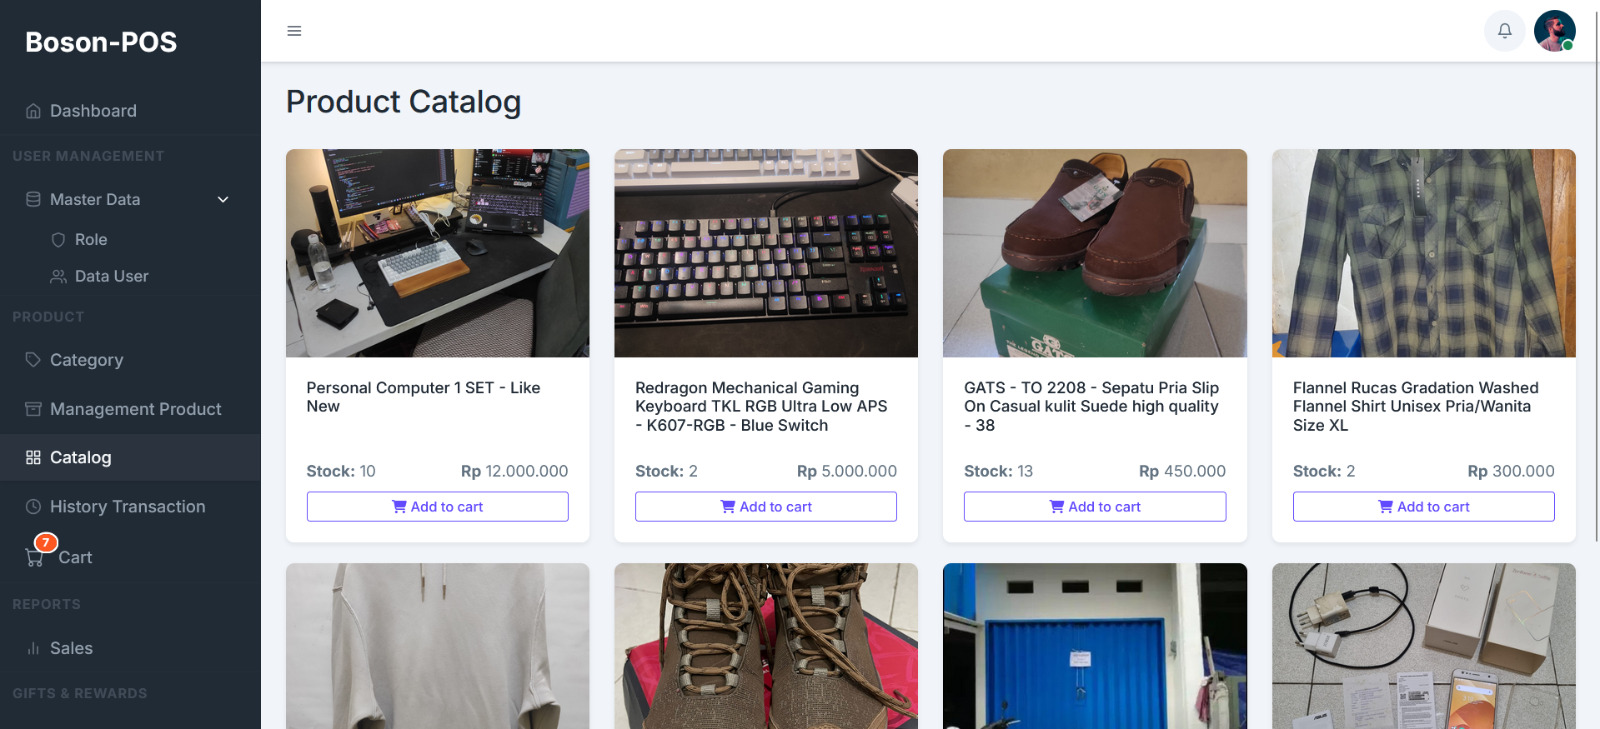 Boson-POS
Dashboard
USER MANAGEMENT
Master Data
Role
Data User
PRODUCT
Category
Management Product
Catalog
History Transaction
7
Cart
REPORTS
Sales
GIFTS & REWARDS
Product Catalog
Personal Computer 1 SET - Like
New
Stock: 10 Rp 12.000.000
Add to cart
Redragon Mechanical Gaming
Keyboard TKL RGB Ultra Low APS
- K607-RGB - Blue Switch
Stock: 2 Rp 5.000.000
Add to cart
GATS
GATS - TO 2208 - Sepatu Pria Slip
On Casual kulit Suede high quality
- 38
Stock: 13 Rp 450.000
Add to cart
Flannel Rucas Gradation Washed
Flannel Shirt Unisex Pria/Wanita
Size XL
Stock: 2 Rp 300.000
Add to cart
ASUS